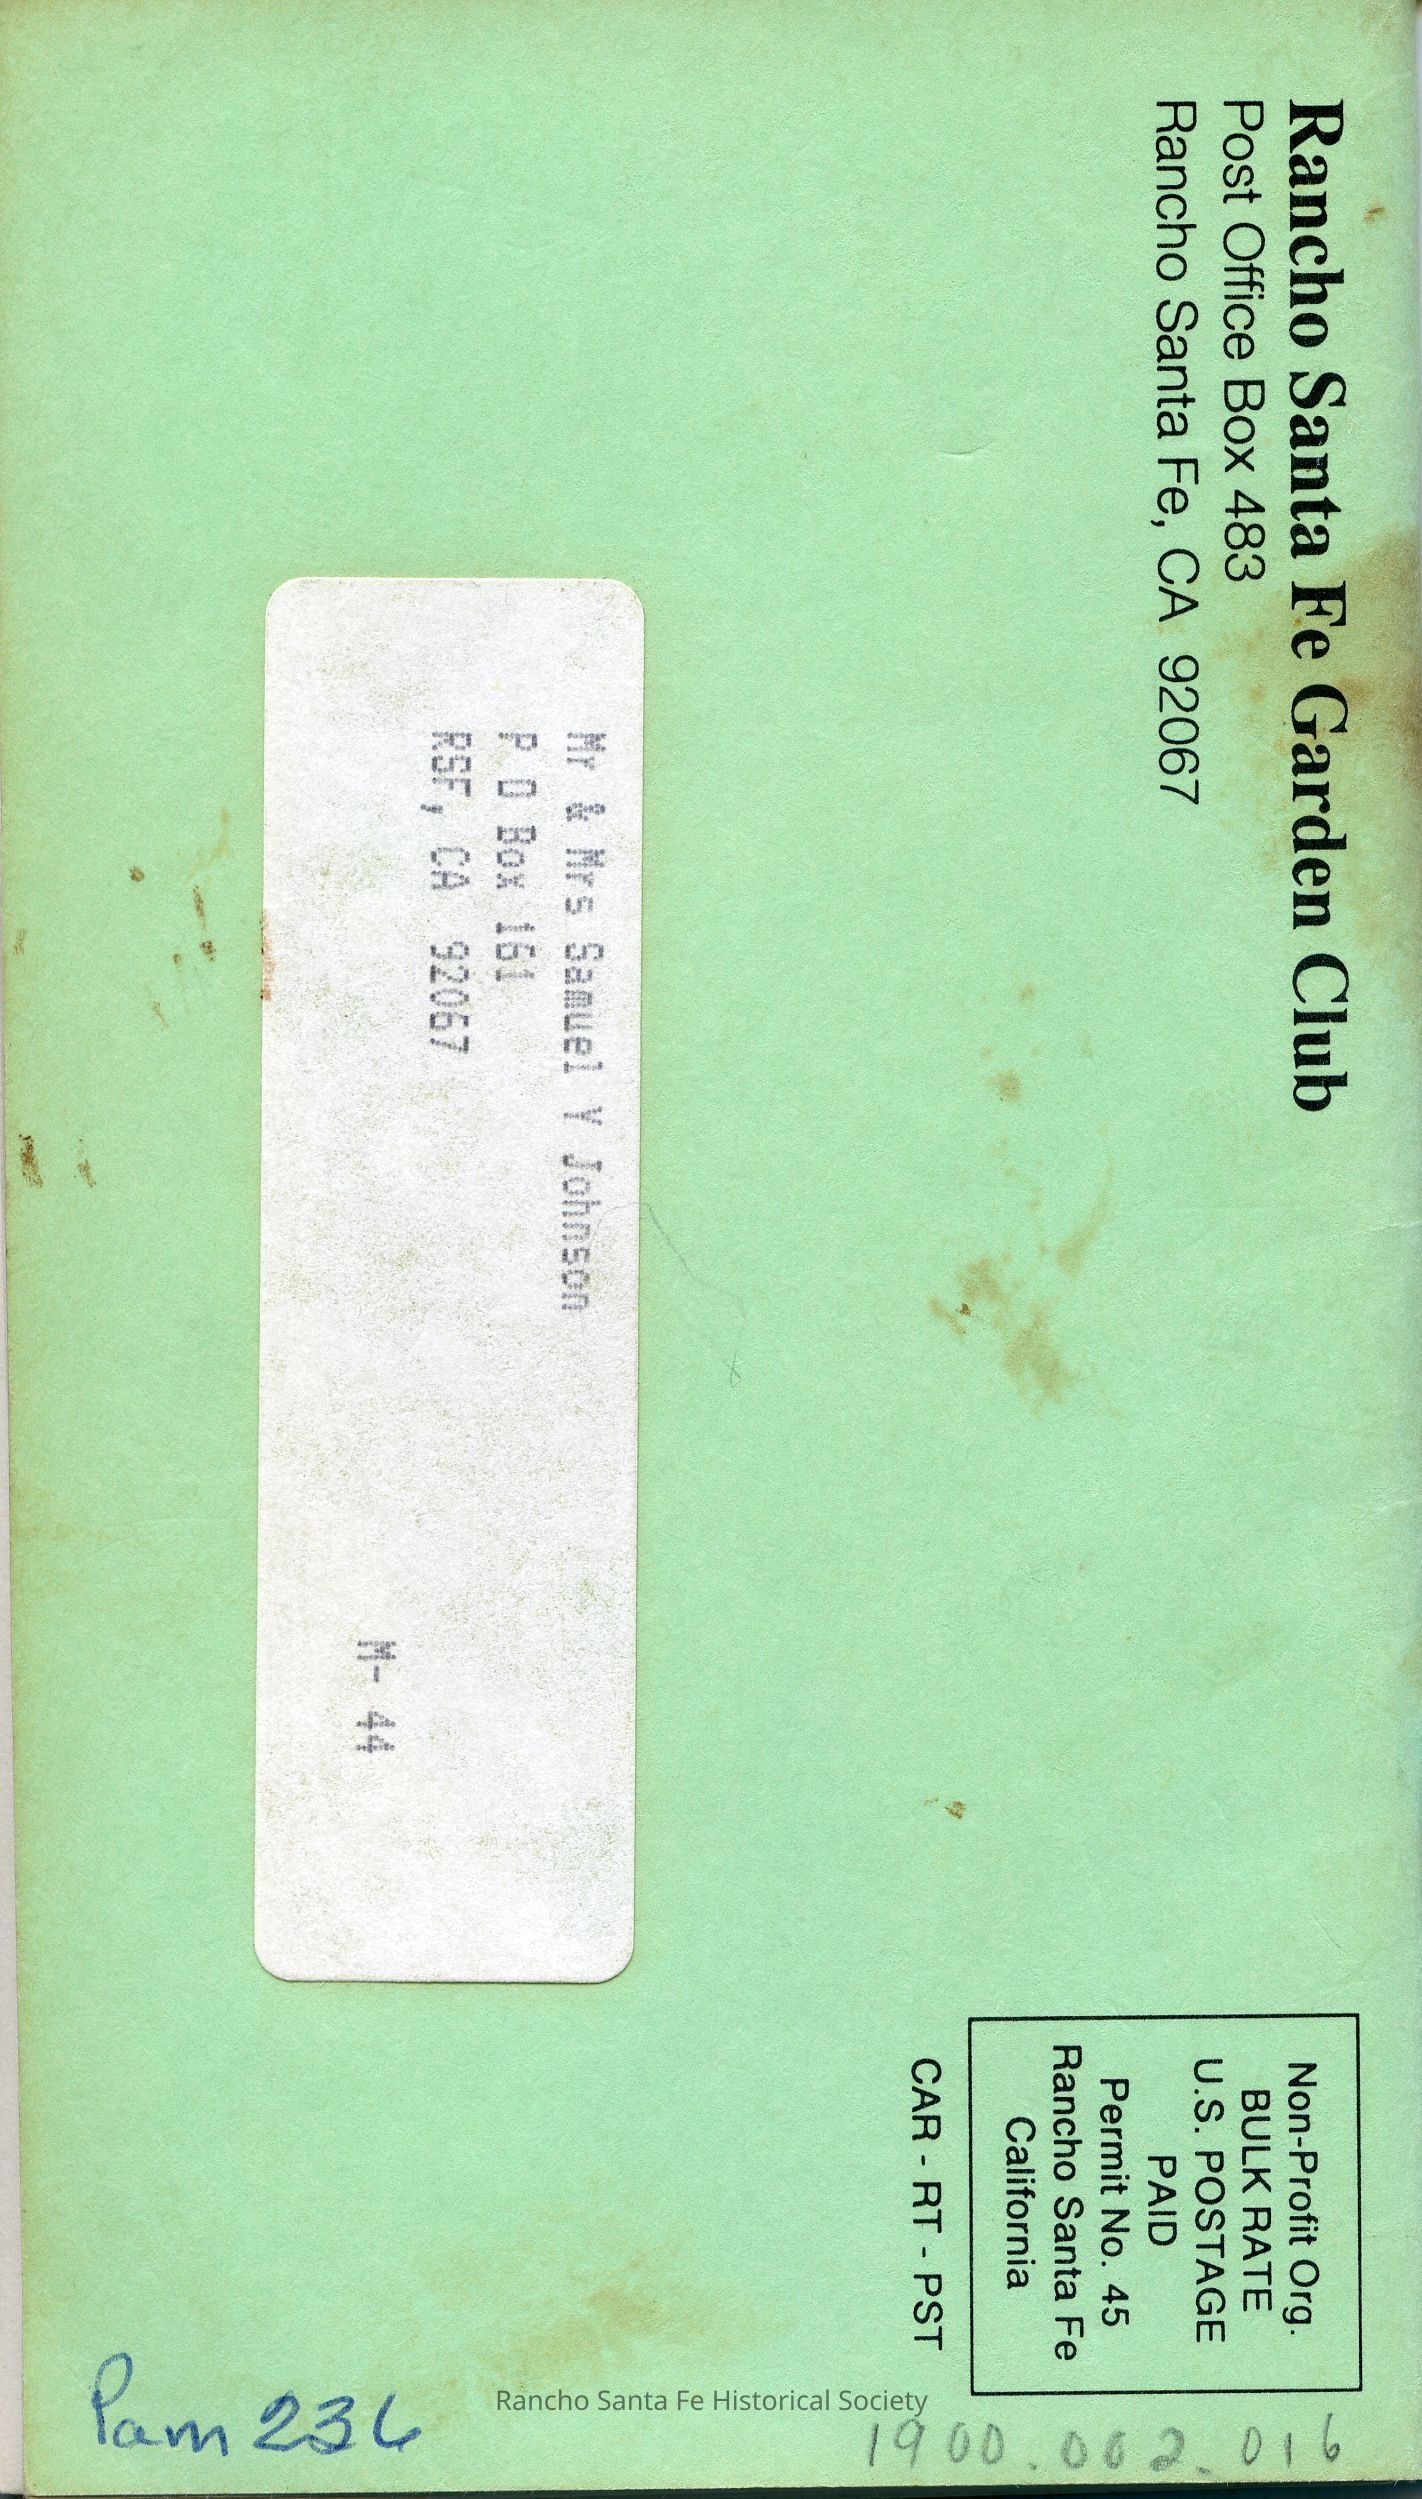 Rancho Santa Fe Garden Club
Post Office Box 483
Rancho Santa Fe, CA 92067
Non-Profit Org.
BULK RATE
U.S. POSTAGE
PAID
Permit No. 45
Rancho Santa Fe
California
CAR - RT - PST
Mr & Mrs Samuel Y Johnson
P O Box 161
RSF, CA 92067
M- 44
Pam 236
Rancho Santa Fe Historical Society
1900.002.016